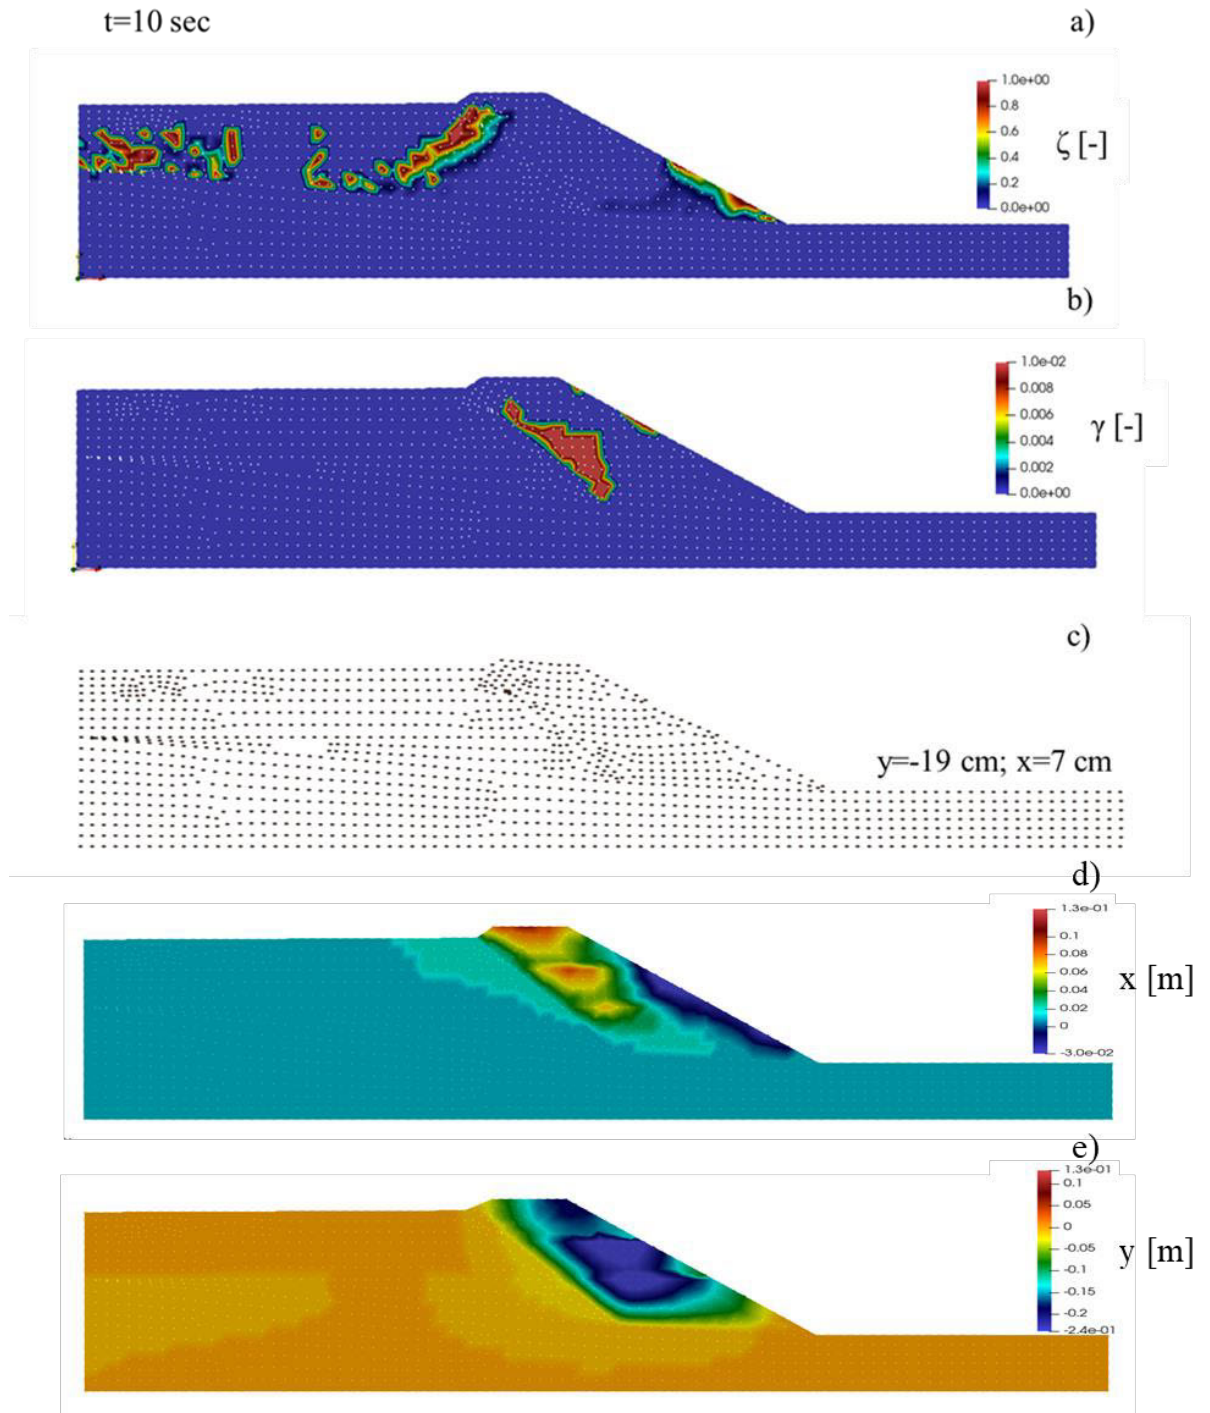 t=10 sec
a)
1.0e+00
0.8
0.6
0.4
0.2
0.0e+00
ζ [-]
b)
1.0e-02
0.008
0.006
0.004
0.002
0.0e+00
γ [-]
c)
y=-19 cm; x=7 cm
d)
1.3e-01
0.1
0.08
0.06
0.04
0.02
0
-3.0e-02
x [m]
e)
1.3e-01
0.1
0.05
0
-0.05
-0.1
-0.15
-0.2
-2.4e-01
y [m]